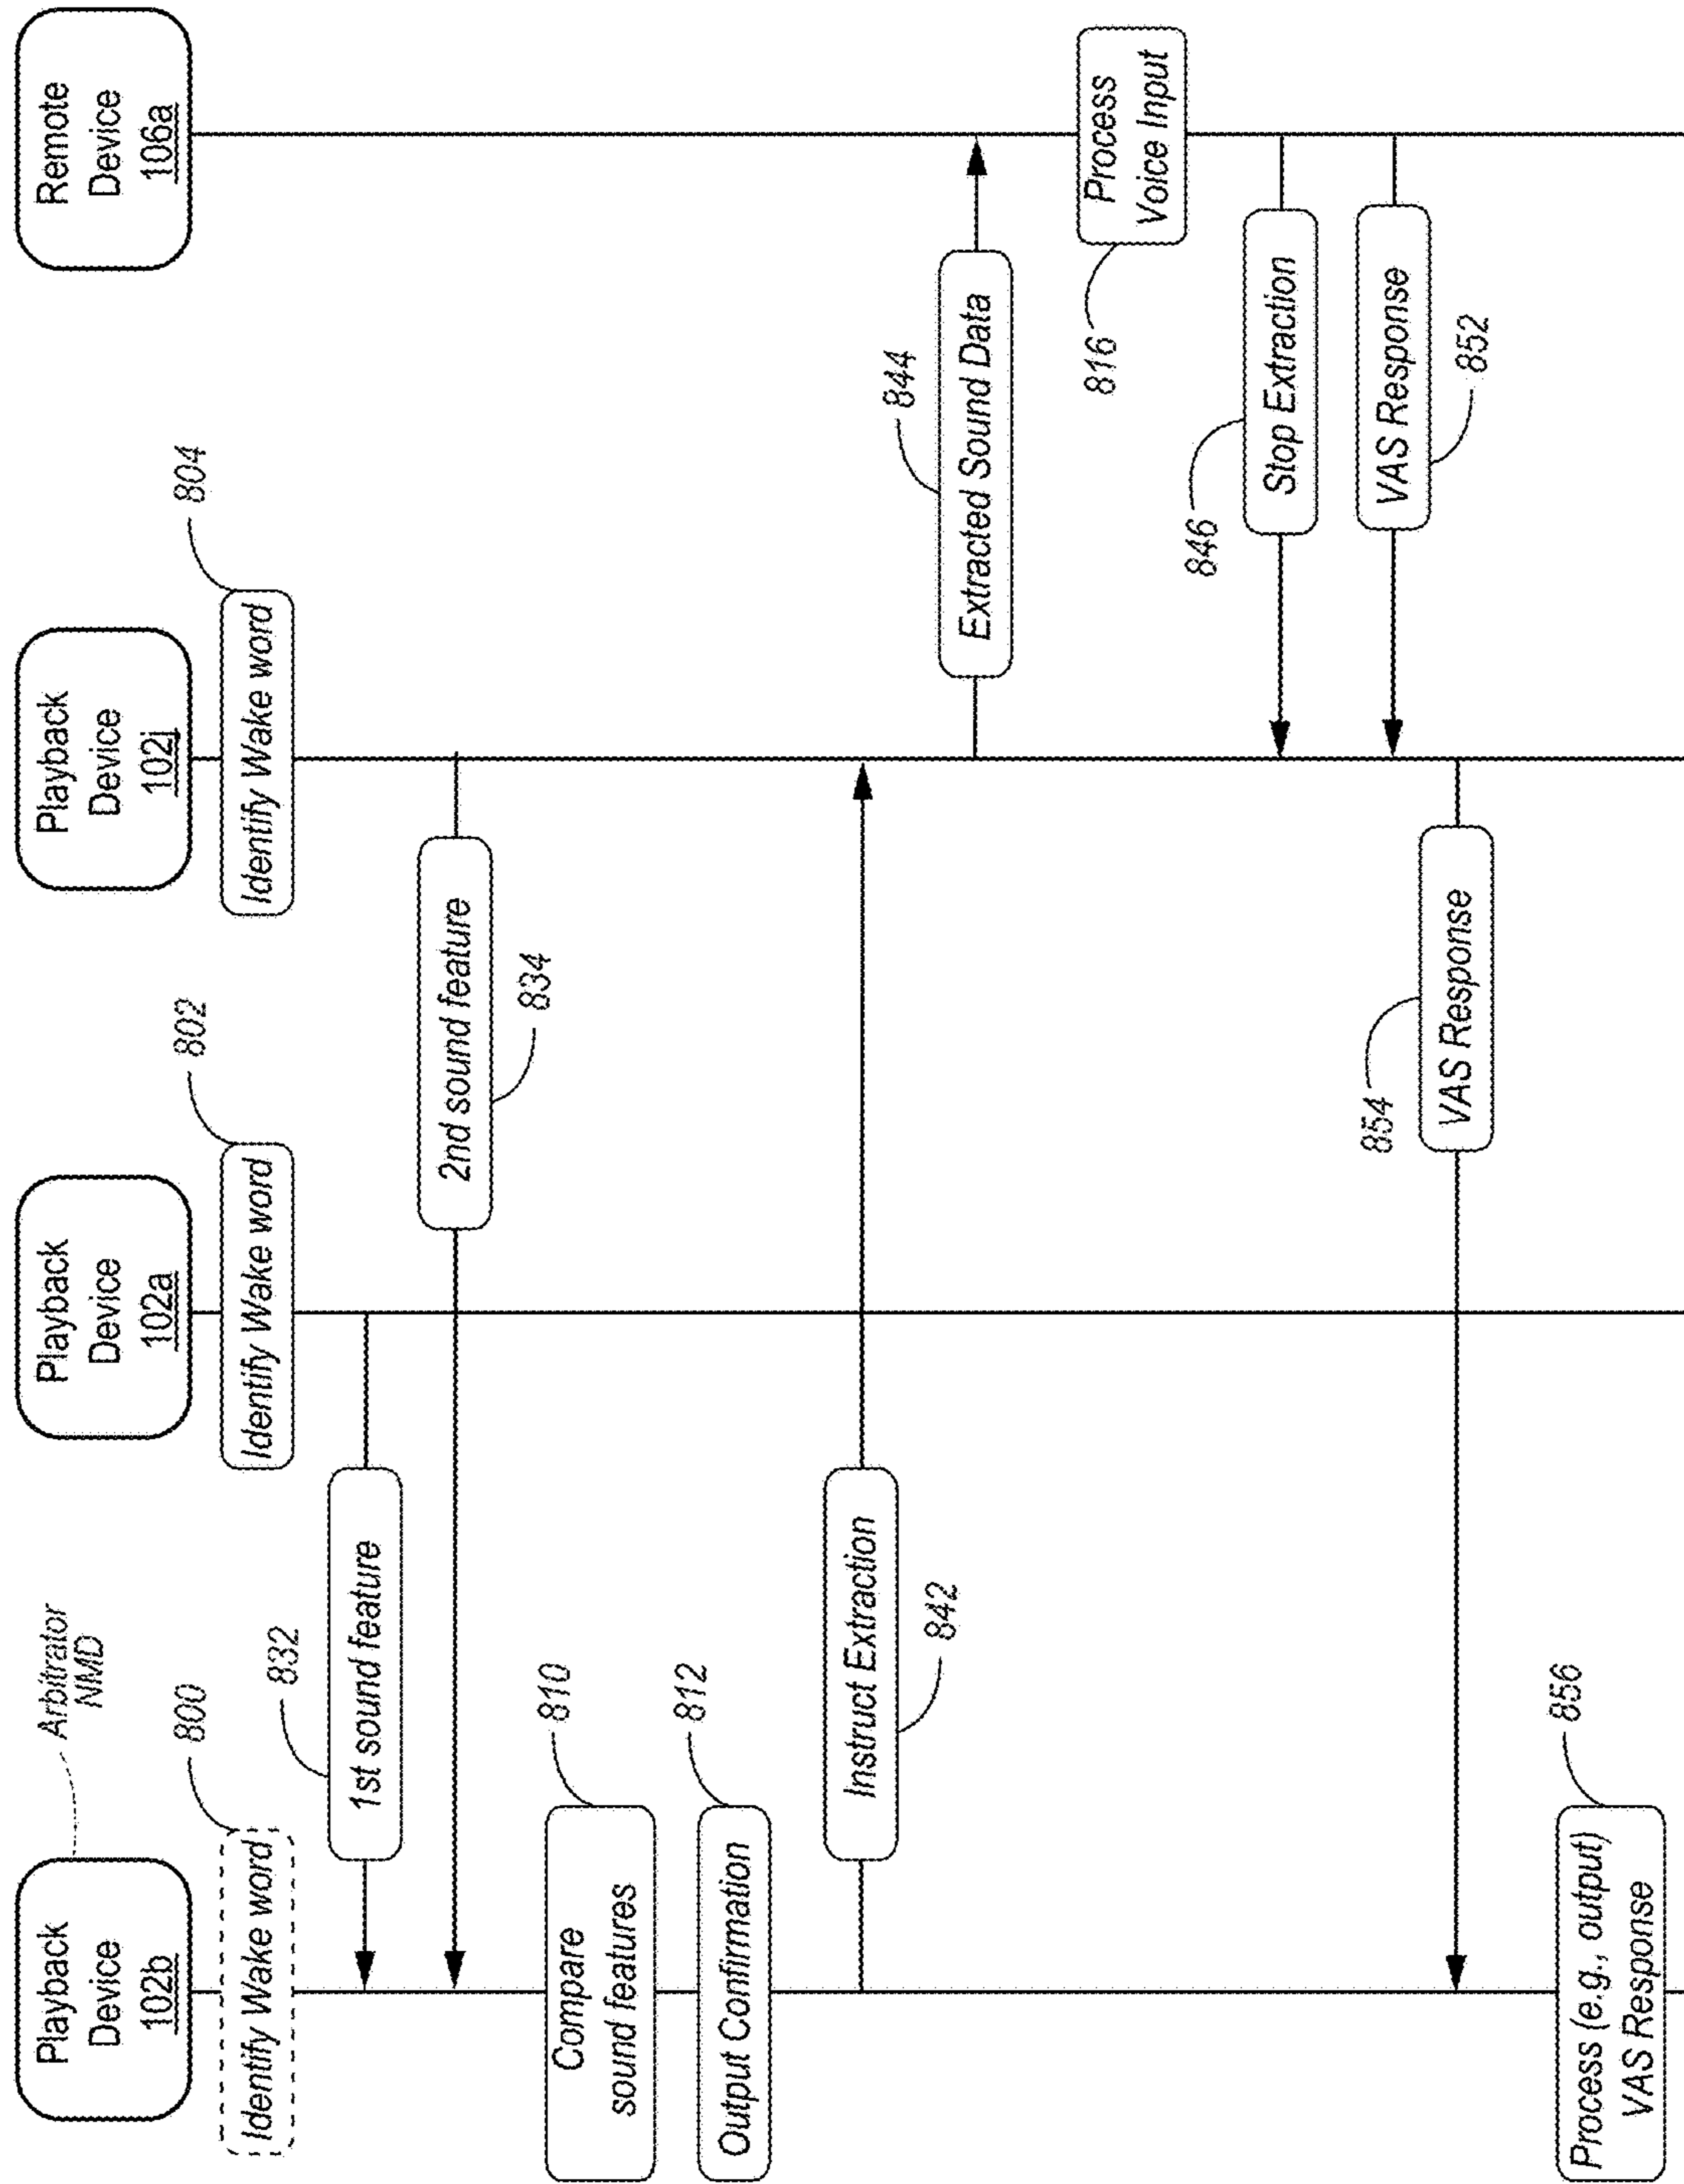 Playback
Device
102b
Arbitrator
NMD
Playback
Device
102a
Playback
Device
102j
Remote
Device
106a
Identify Wake word
800
Identify Wake word
802
Identify Wake word
804
1st sound feature
832
2nd sound feature
834
Compare
sound features
810
Output Confirmation
812
Instruct Extraction
842
Extracted Sound Data
844
Process
Voice Input
816
Stop Extraction
846
VAS Response
852
VAS Response
854
Process (e.g., output)
VAS Response
856